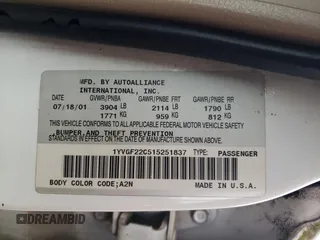 MFD. BY AUTOALLIANCE
INTERNATIONAL, INC.
DATE GVWR/PNBA GAWR/PNBE FRT GAWR/PNBE RR
07/18/01 3904 LB 2114 LB 1790 LB
1771 KG 959 KG 812 KG
THIS VEHICLE CONFORMS TO ALL APPLICABLE FEDERAL MOTOR VEHICLE SAFETY
, BUMPER, AND THEFT PREVENTION
STANDARDS IN EFFECT ON THE DATE OF MANUFACTURE SHOWN ABOVE.
1YVGF22C515251837 TYPE: PASSENGER
BODY COLOR CODE;A2N MADE IN U.S.A.
DREAMBID